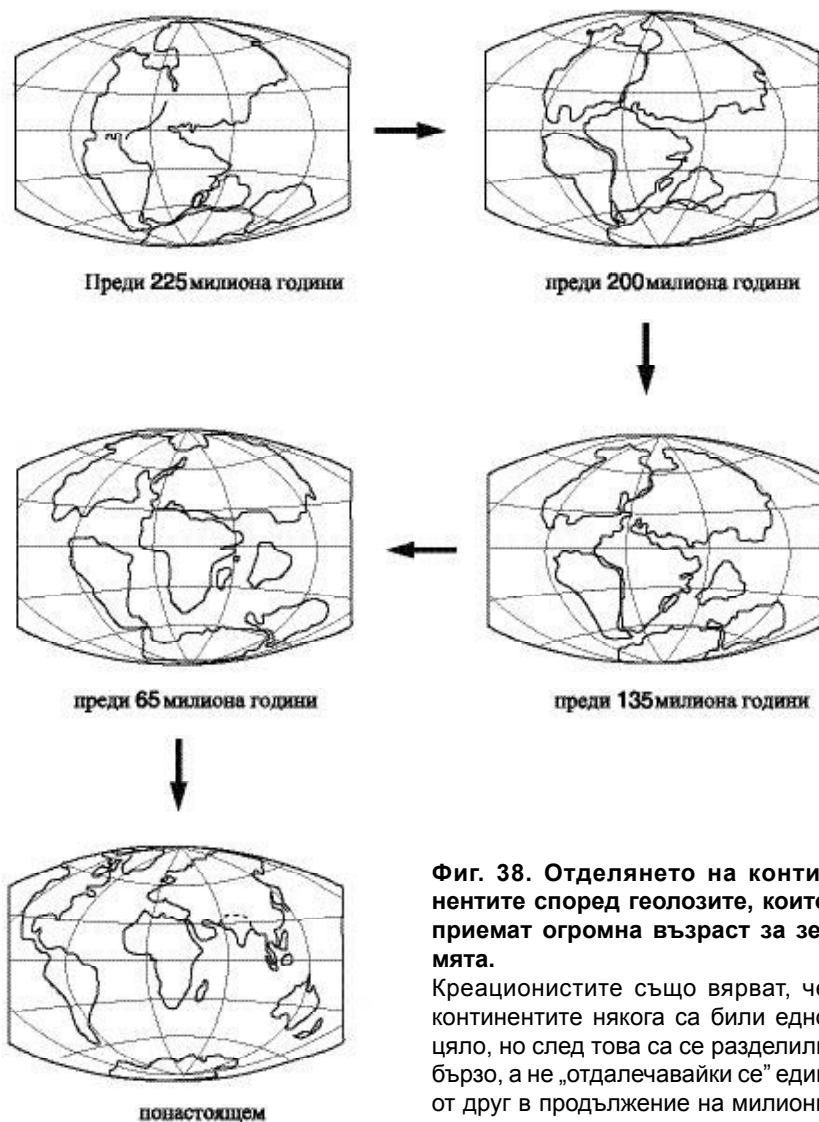 Преди 225 милиона години
преди 200 милиона години
преди 65 милиона години
преди 135 милиона години
понастоящем
Фиг. 38. Отделянето на конти
нентите според геолозите, които
приемат огромна възраст за зе
мята.
Креационистите също вярват, че
континентите някога са били едно
цяло, но след това са се разделили
бързо, а не „отдалечавайки се” един
от друг в продължение на милиони